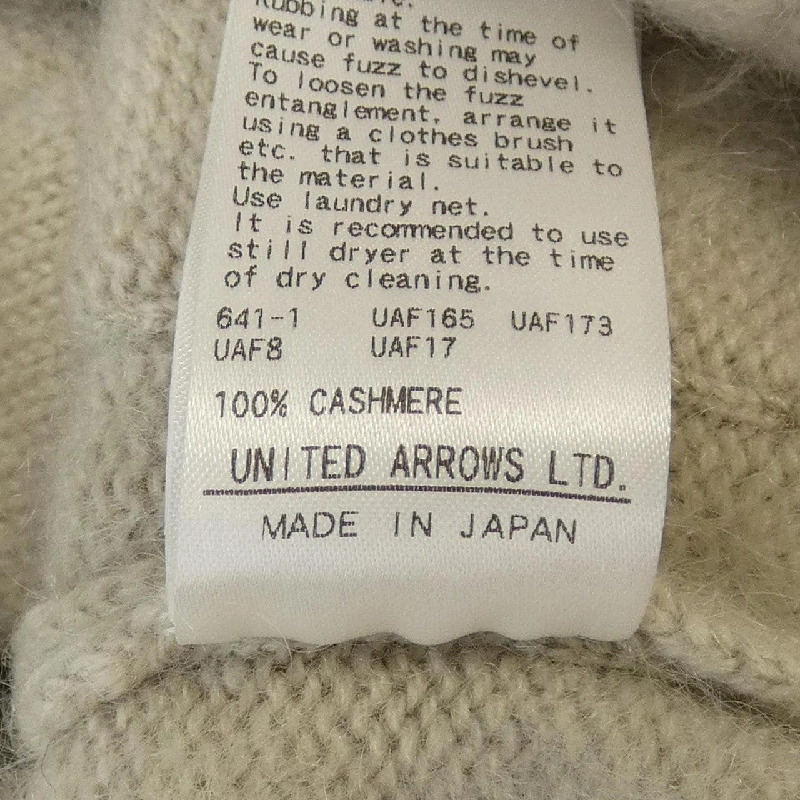 Rubbing at the time of
wear or washing may
cause fuzz to dishevel.
To loosen the fuzz
entanglement, arrange it
using a clothes brush
etc. that is suitable to
the material.
Use laundry net.
It is recommended to use
still dryer at the time
of dry cleaning.
641-1 UAF165 UAF173
UAF8 UAF17
100% CASHMERE
UNITED ARROWS LTD.
MADE IN JAPAN